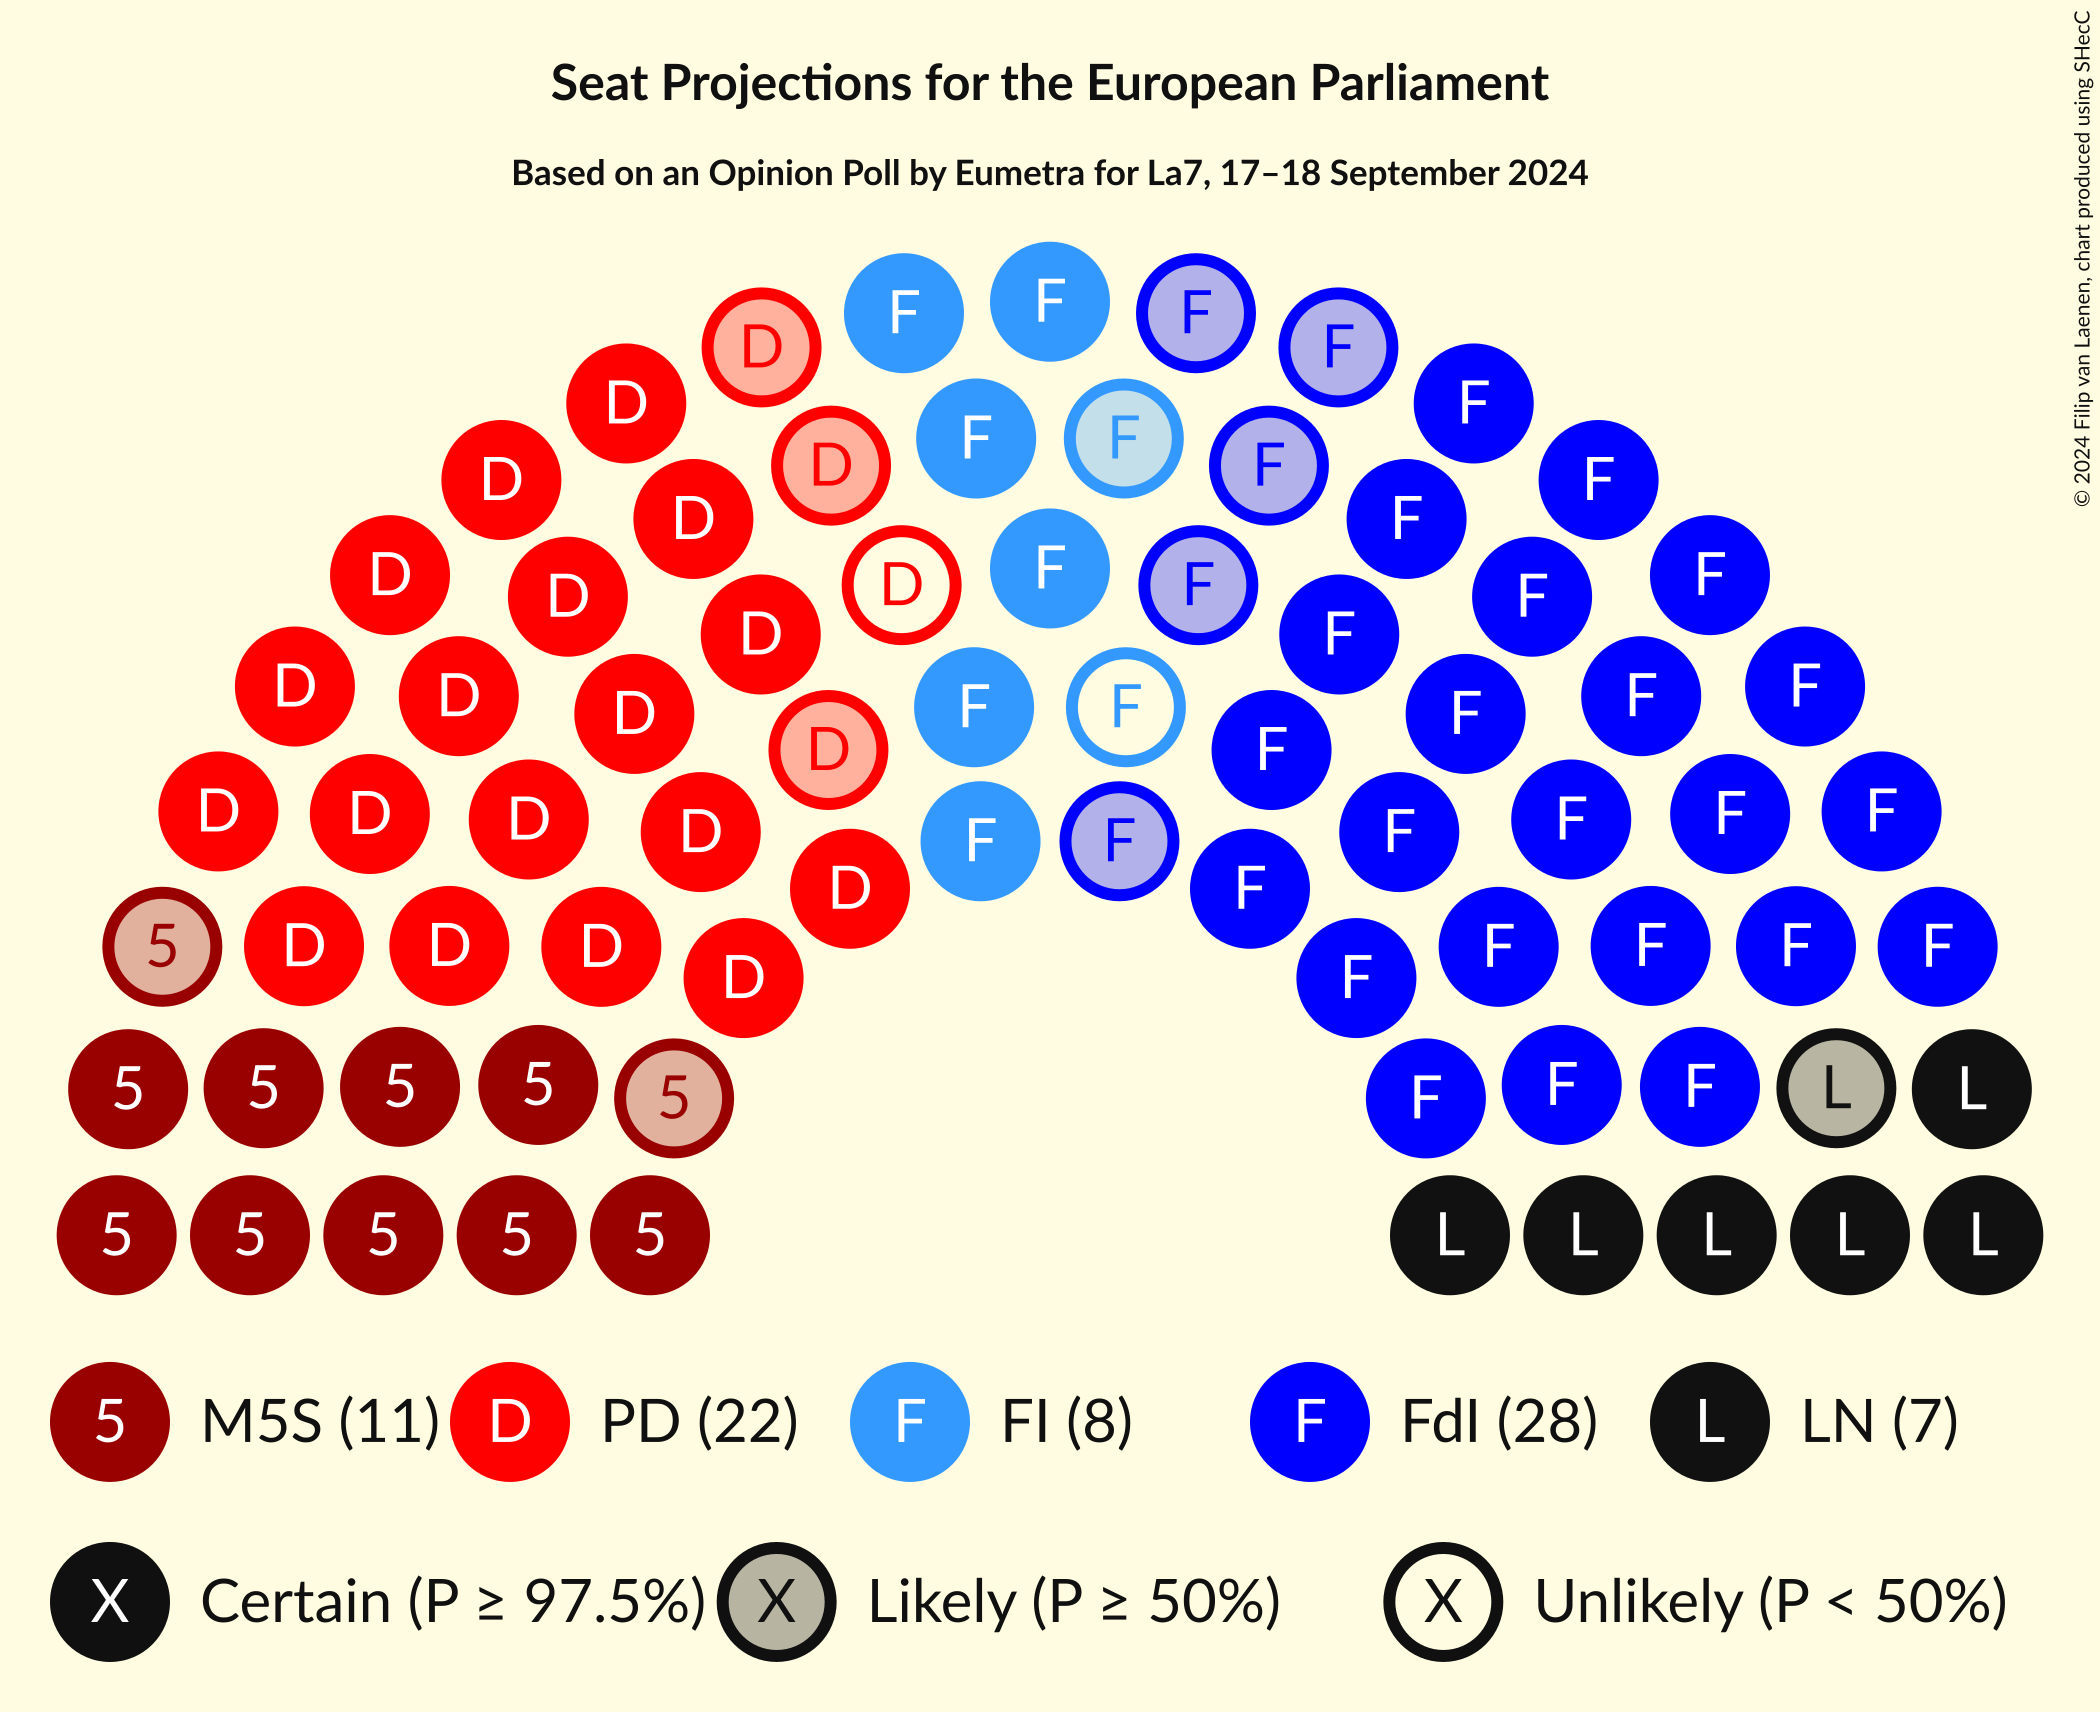 Seat Projections for the European Parliament
Based on an Opinion Poll by Eumetra for La7, 17–18 September 2024
© 2024 Filip van Laenen, chart produced using SHecC
F
F F
D F
D F
F F
D F
D F
D F
D F
D F
F
D F
D F
D F
D F
D F
D F
D F
F F
D F
D F
D F
D F
D F
D F
D F
D F
F F
D F
5 D D D F F F F
D F
5 5 5 5 F F L L
5 F
5 5 5 5 5 L L L L L
5 M5S (11) D PD (22) F FI (8) F FdI (28) L LN (7)
X Certain (P ≥ 97.5%) X Likely (P ≥ 50%) X Unlikely (P < 50%)